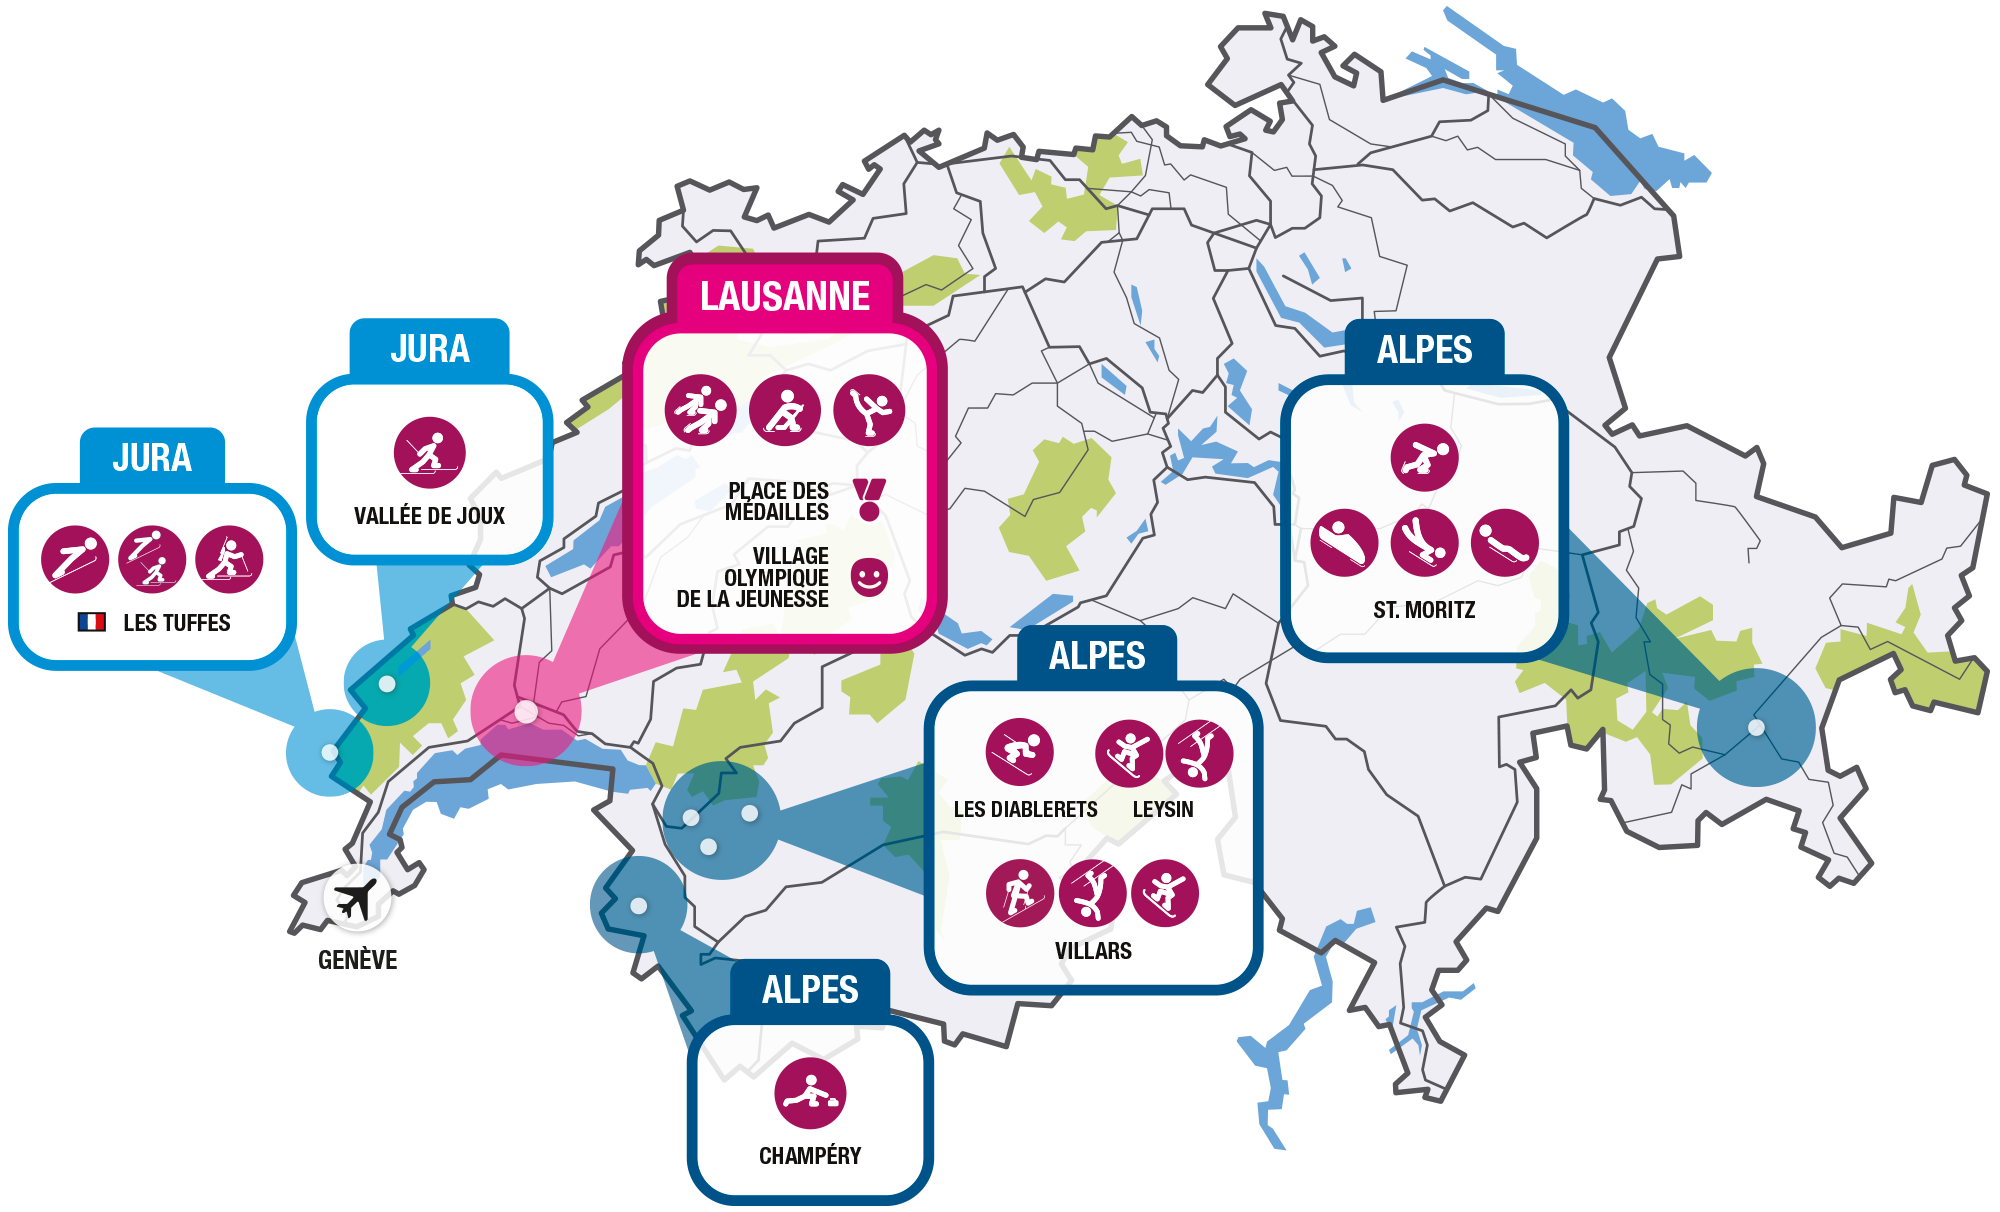 LAUSANNE
PLACE DES
MÉDAILLES
VILLAGE
OLYMPIQUE
DE LA JEUNESSE
JURA
VALLÉE DE JOUX
JURA
LES TUFFES
ALPES
ST. MORITZ
ALPES
LES DIABLERETS
LEYSIN
VILLARS
GENÈVE
ALPES
CHAMPÉRY